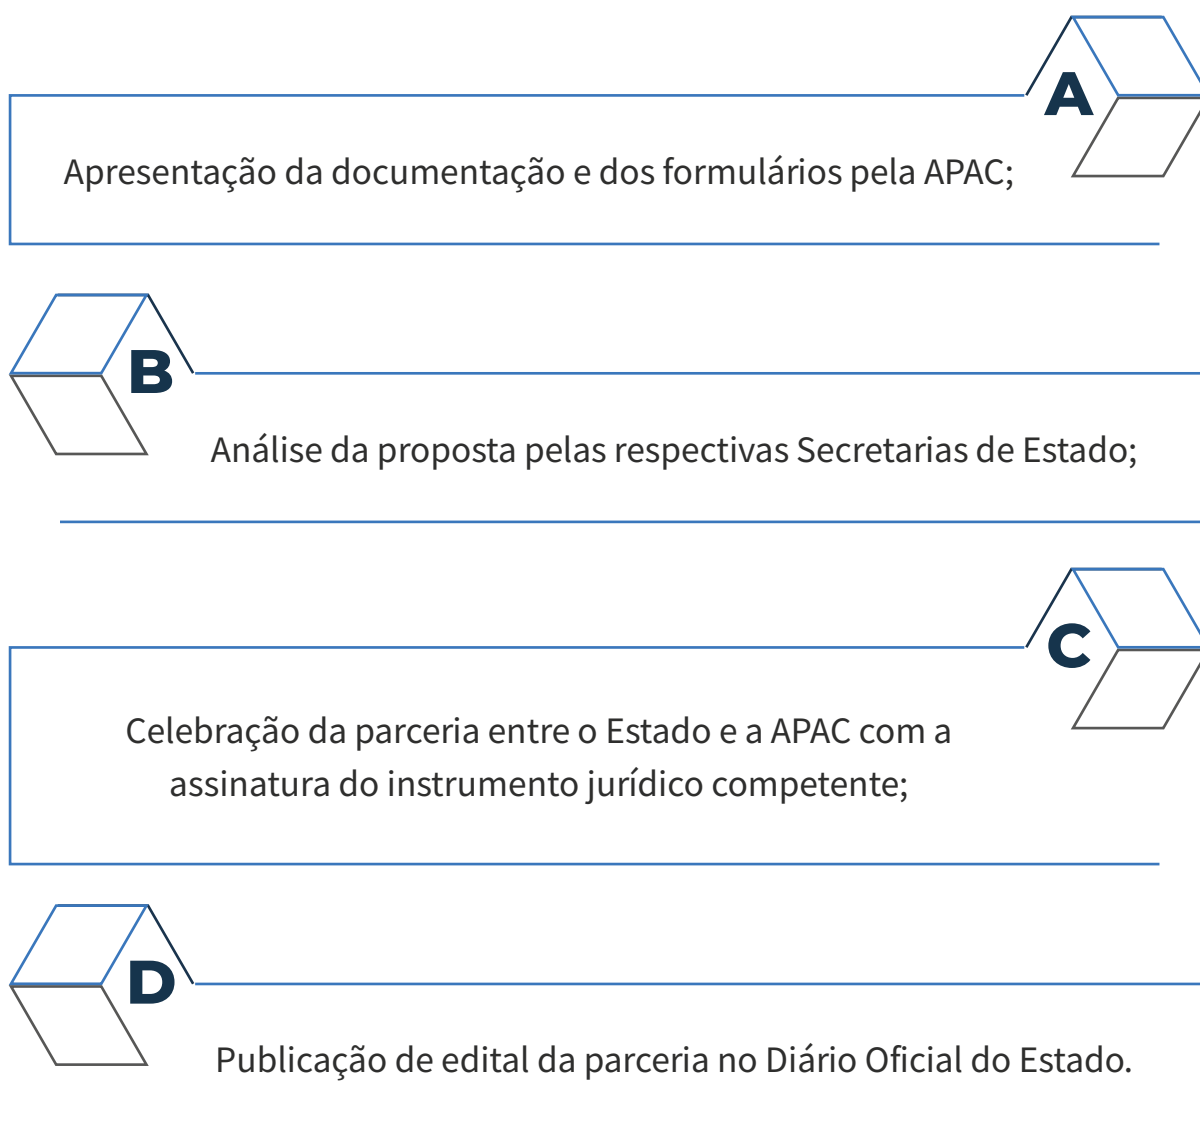 A
Apresentação da documentação e dos formulários pela APAC;
B
Análise da proposta pelas respectivas Secretarias de Estado;
C
Celebração da parceria entre o Estado e a APAC com a
assinatura do instrumento jurídico competente;
D
Publicação de edital da parceria no Diário Oficial do Estado.